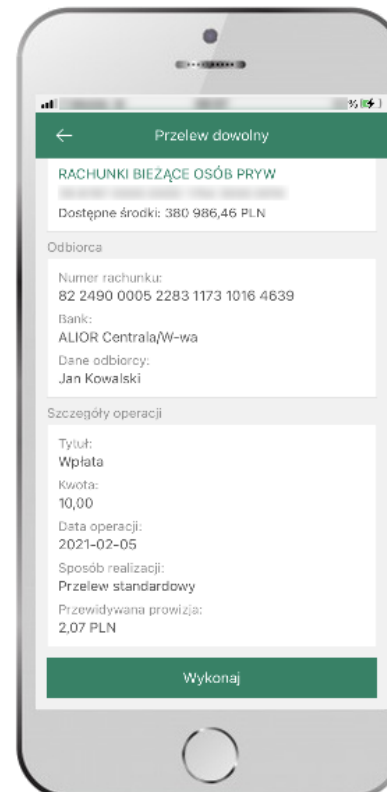 %
Przelew dowolny
RACHUNKI BIEŻĄCE OSÓB PRYW
Dostępne środki: 380 986,46 PLN
Odbiorca
Numer rachunku:
82 2490 0005 2283 1173 1016 4639
Bank:
ALIOR Centrala/W-wa
Dane odbiorcy:
Jan Kowalski
Szczegóły operacji
Tytuł:
Wpłata
Kwota:
10,00
Data operacji:
2021-02-05
Sposób realizacji:
Przelew standardowy
Przewidywana prowizja:
2,07 PLN
Wykonaj